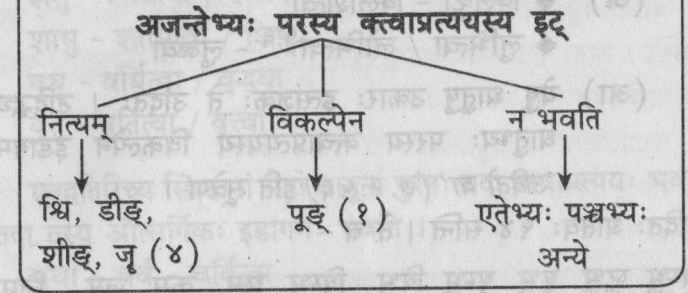 अजन्तेभ्यः परस्य क्त्वाप्रत्ययस्य इट्
नित्यम् विकल्पेन न भवति
श्वि, डीङ्, पूङ् (१) एतेभ्यः पञ्चभ्यः
शीङ्, जॄ (४) अन्ये